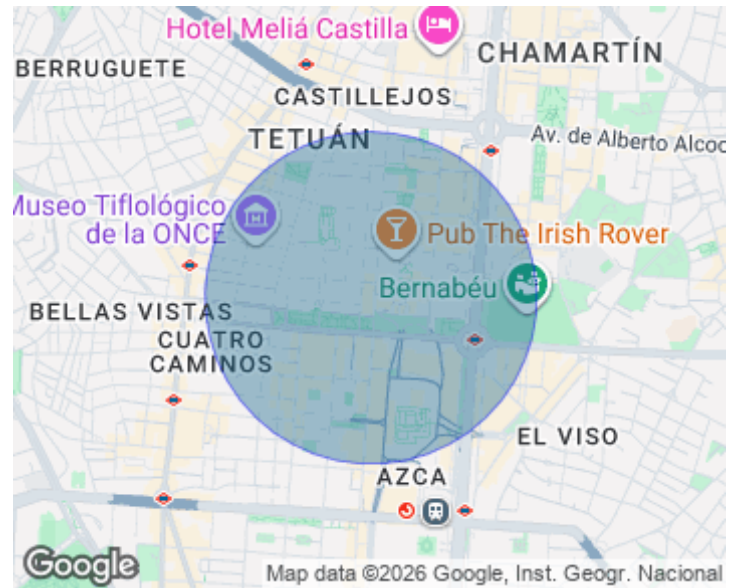 Hotel Meliá Castilla
CHAMARTÍN
BERRUGUETE
CASTILLEJOS
TETUÁN
Av. de Alberto Alcoc
Museo Tiflológico
de la ONCE
Pub The Irish Rover
Bernabéu
BELLAS VISTAS
CUATRO
CAMINOS
EL VISO
AZCA
Google
Map data ©2026 Google, Inst. Geogr. Nacional